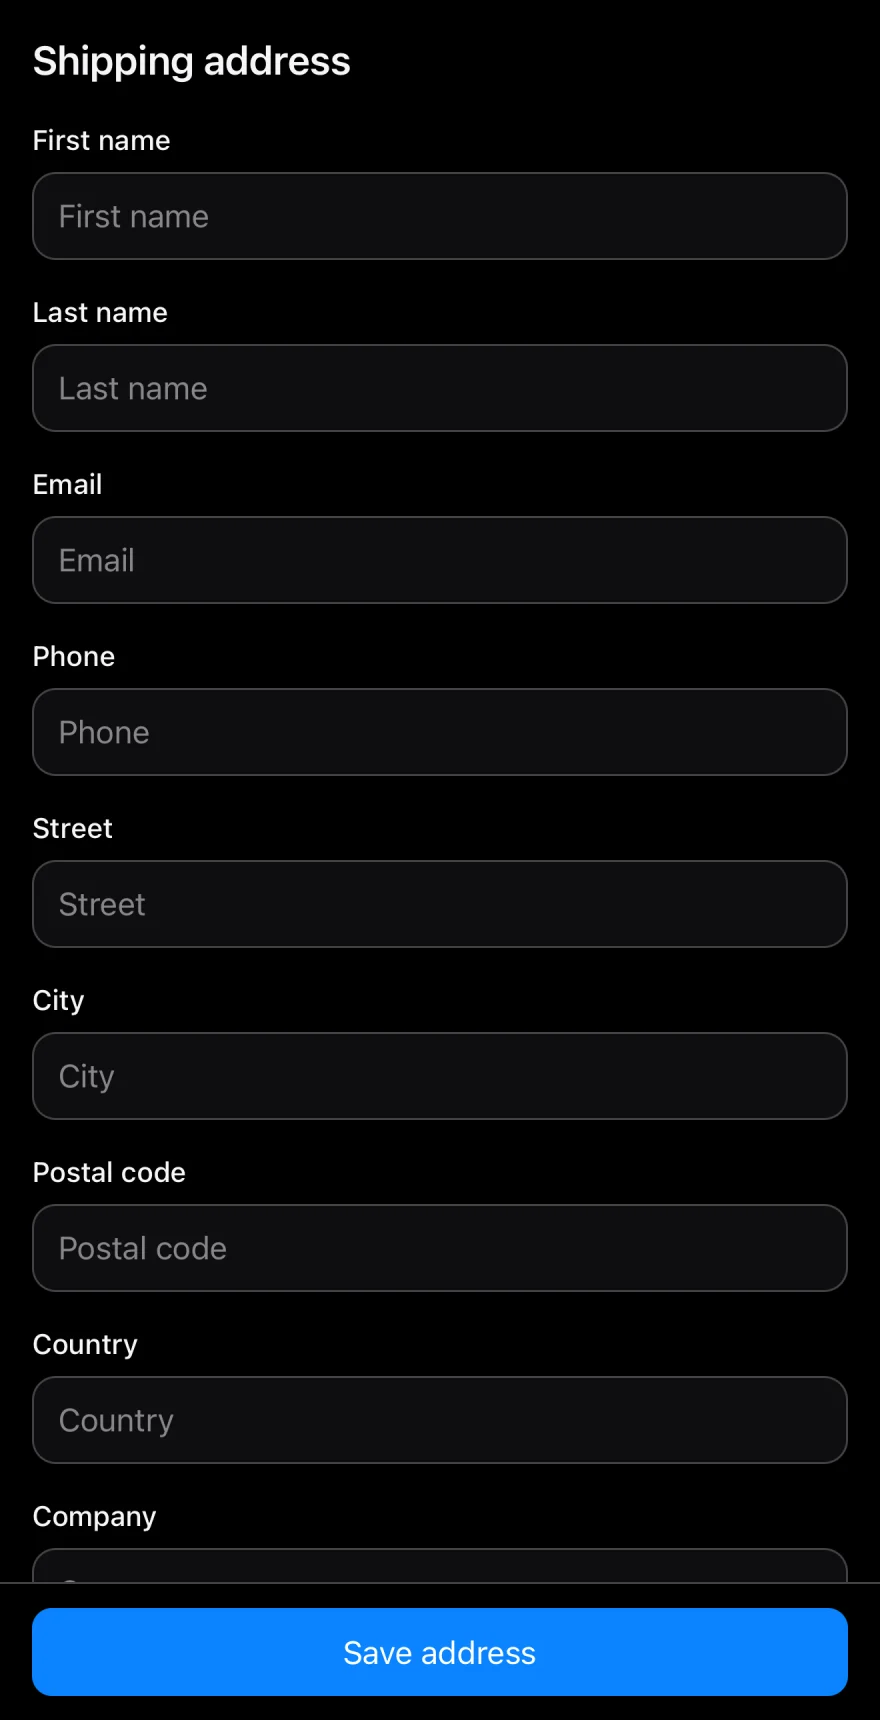 Shipping address
First name
First name
Last name
Last name
Email
Email
Phone
Phone
Street
Street
City
City
Postal code
Postal code
Country
Country
Company
Save address